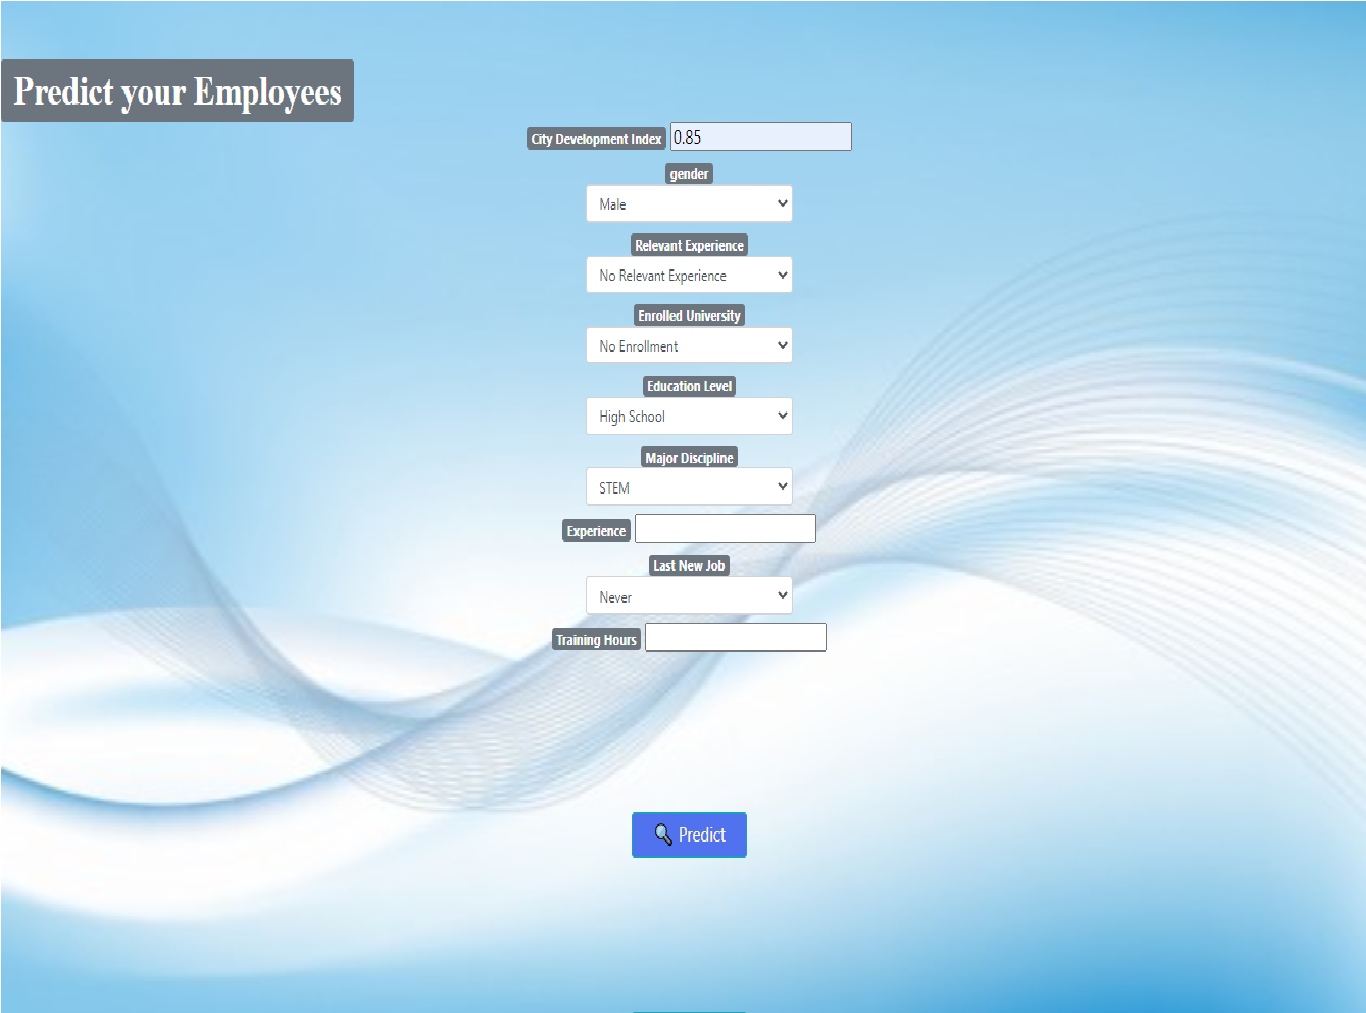 Predict your Employees
City Development Index 0.85
gender
Male
Relevant Experience
No Relevant Experience
Enrolled University
No Enrollment
Education Level
High School
Major Discipline
STEM
Experience
Last New Job
Never
Training Hours
Predict